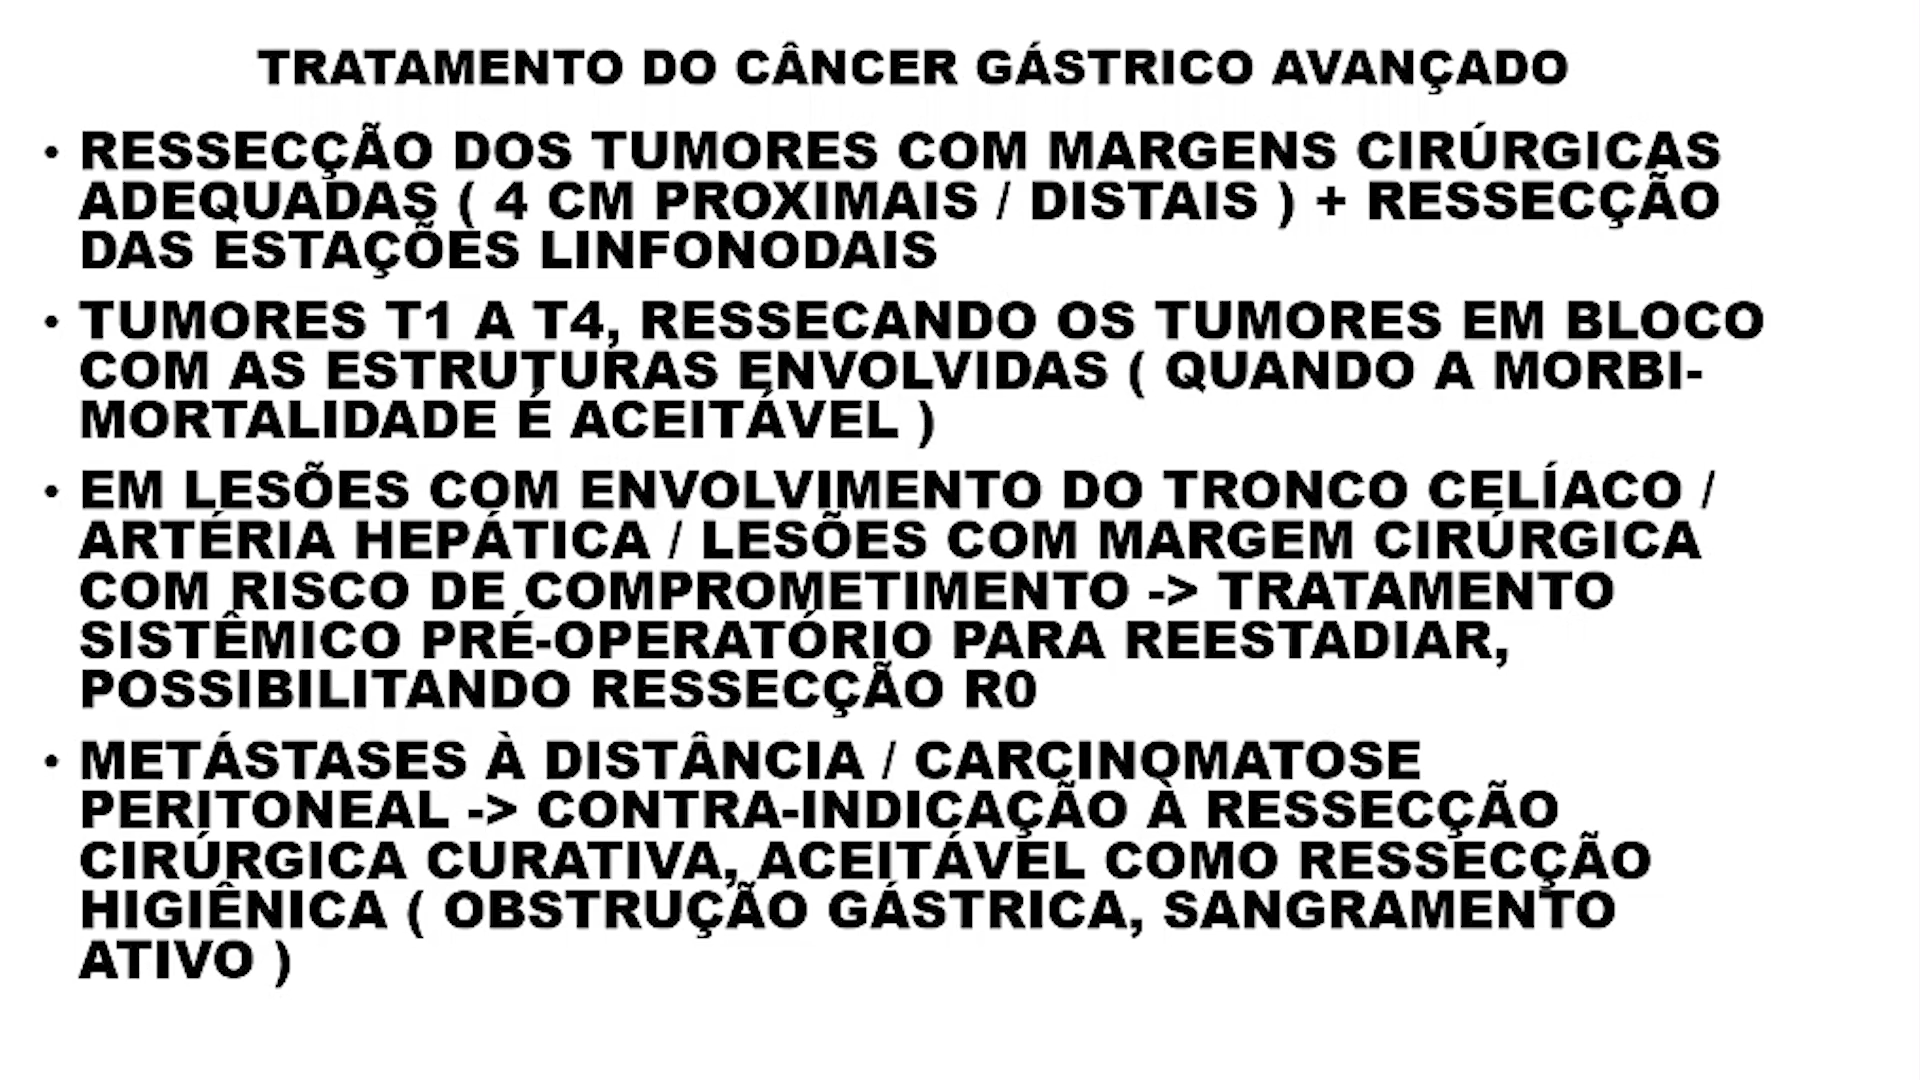 TRATAMENTO DO CÂNCER GÁSTRICO AVANÇADO
• RESSECÇÃO DOS TUMORES COM MARGENS CIRÚRGICAS
ADEQUADAS ( 4 CM PROXIMAIS / DISTAIS ) + RESSECÇÃO
DAS ESTAÇÕES LINFONODAIS
• TUMORES T1 A T4, RESSECANDO OS TUMORES EM BLOCO
COM AS ESTRUTURAS ENVOLVIDAS ( QUANDO A MORBI-
MORTALIDADE É ACEITÁVEL )
• EM LESÕES COM ENVOLVIMENTO DO TRONCO CELÍACO /
ARTÉRIA HEPÁTICA / LESÕES COM MARGEM CIRÚRGICA
COM RISCO DE COMPROMETIMENTO -> TRATAMENTO
SISTÊMICO PRÉ-OPERATÓRIO PARA REESTADIAR,
POSSIBILITANDO RESSECÇÃO R0
• METÁSTASES À DISTÂNCIA / CARCINOMATOSE
PERITONEAL -> CONTRA-INDICAÇÃO À RESSECÇÃO
CIRÚRGICA CURATIVA, ACEITÁVEL COMO RESSECÇÃO
HIGIÊNICA ( OBSTRUÇÃO GÁSTRICA, SANGRAMENTO
ATIVO )